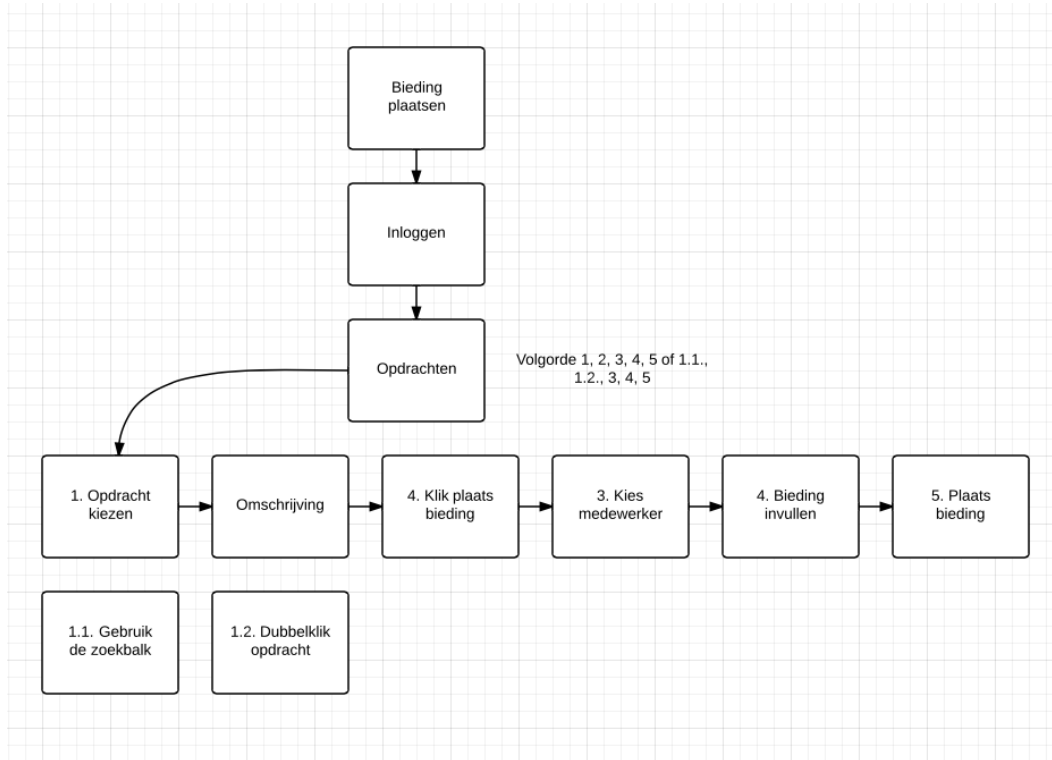 Bieding
plaatsen
Inloggen
Opdrachten
Volgorde 1, 2, 3, 4, 5 of 1.1.,
1.2., 3, 4, 5
1. Opdracht
kiezen
Omschrijving
4. Klik plaats
bieding
3. Kies
medewerker
4. Bieding
invullen
5. Plaats
bieding
1.1. Gebruik
de zoekbalk
1.2. Dubbelklik
opdracht